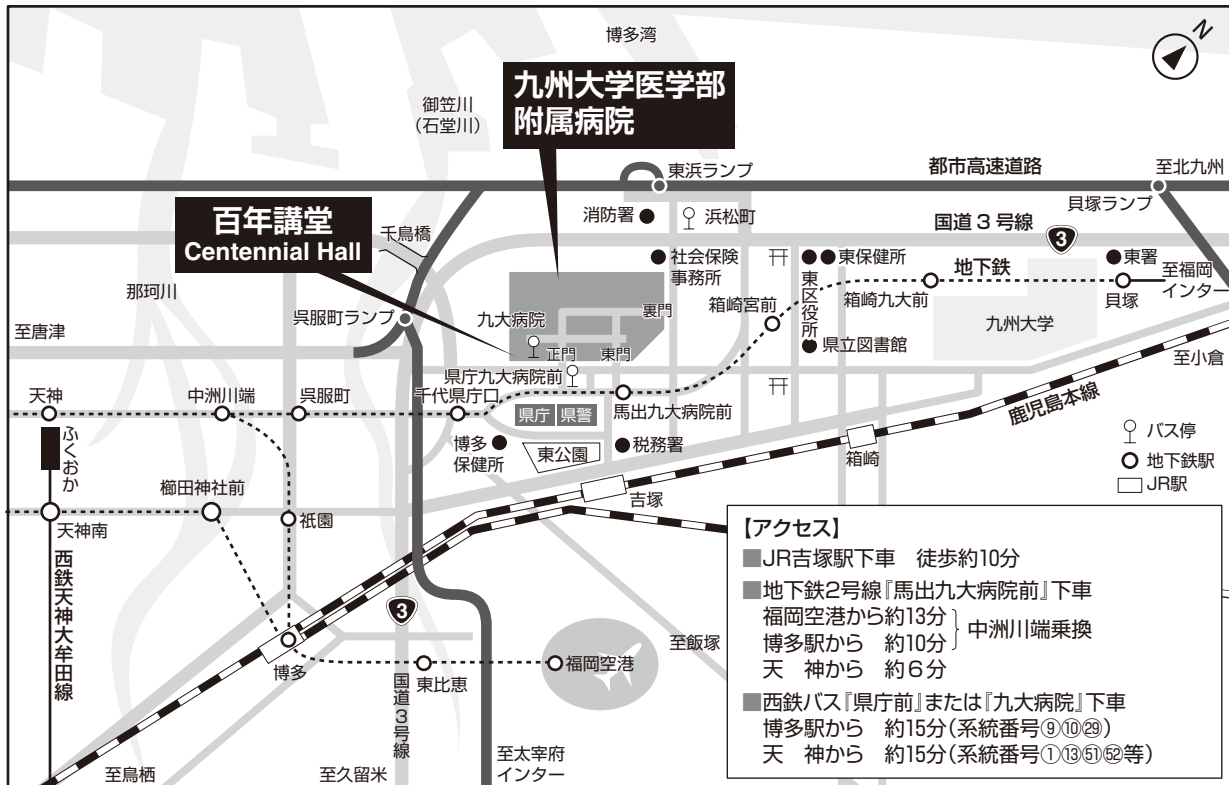 博多湾
N
九州大学医学部
附属病院
御笠川
(石堂川)
東浜ランプ
都市高速道路
至北九州
貝塚ランプ
消防署
浜松町
国道3号線
3
百年講堂
Centennial Hall
千鳥橋
社会保険
事務所
東保健所
地下鉄
東署
至福岡
インター
那珂川
呉服町ランプ
九大病院
裏門
箱崎宮前
東区役所
箱崎九大前
貝塚
九州大学
至唐津
正門
東門
県立図書館
至小倉
県庁九大病院前
天神
中洲川端
呉服町
千代県庁口
馬出九大病院前
鹿児島本線
県庁
県警
ふくおか
博多
保健所
東公園
税務署
箱崎
バス停
地下鉄駅
JR駅
櫛田神社前
天神南
祇園
吉塚
西鉄天神大牟田線
3
博多
東比恵
福岡空港
至飯塚
国道3号線
至鳥栖
至久留米
至太宰府
インター
【アクセス】
■JR吉塚駅下車 徒歩約10分
■地下鉄2号線『馬出九大病院前』下車
福岡空港から約13分
博多駅から 約10分
中洲川端乗換
天 神から 約6分
■西鉄バス『県庁前』または『九大病院』下車
博多駅から 約15分(系統番号⑨⑩㉙)
天 神から 約15分(系統番号①⑬51 52等)